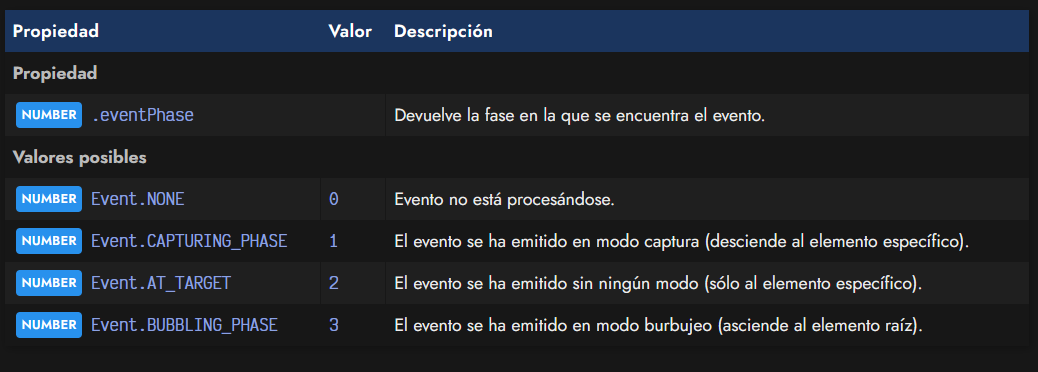 Propiedad Valor Descripción
Propiedad
NUMBER .eventPhase Devuelve la fase en la que se encuentra el evento.
Valores posibles
NUMBER Event.NONE 0 Evento no está procesándose.
NUMBER Event.CAPTURING_PHASE 1 El evento se ha emitido en modo captura (desciende al elemento específico).
NUMBER Event.AT_TARGET 2 El evento se ha emitido sin ningún modo (sólo al elemento específico).
NUMBER Event.BUBBLING_PHASE 3 El evento se ha emitido en modo burbujeo (asciende al elemento raíz).